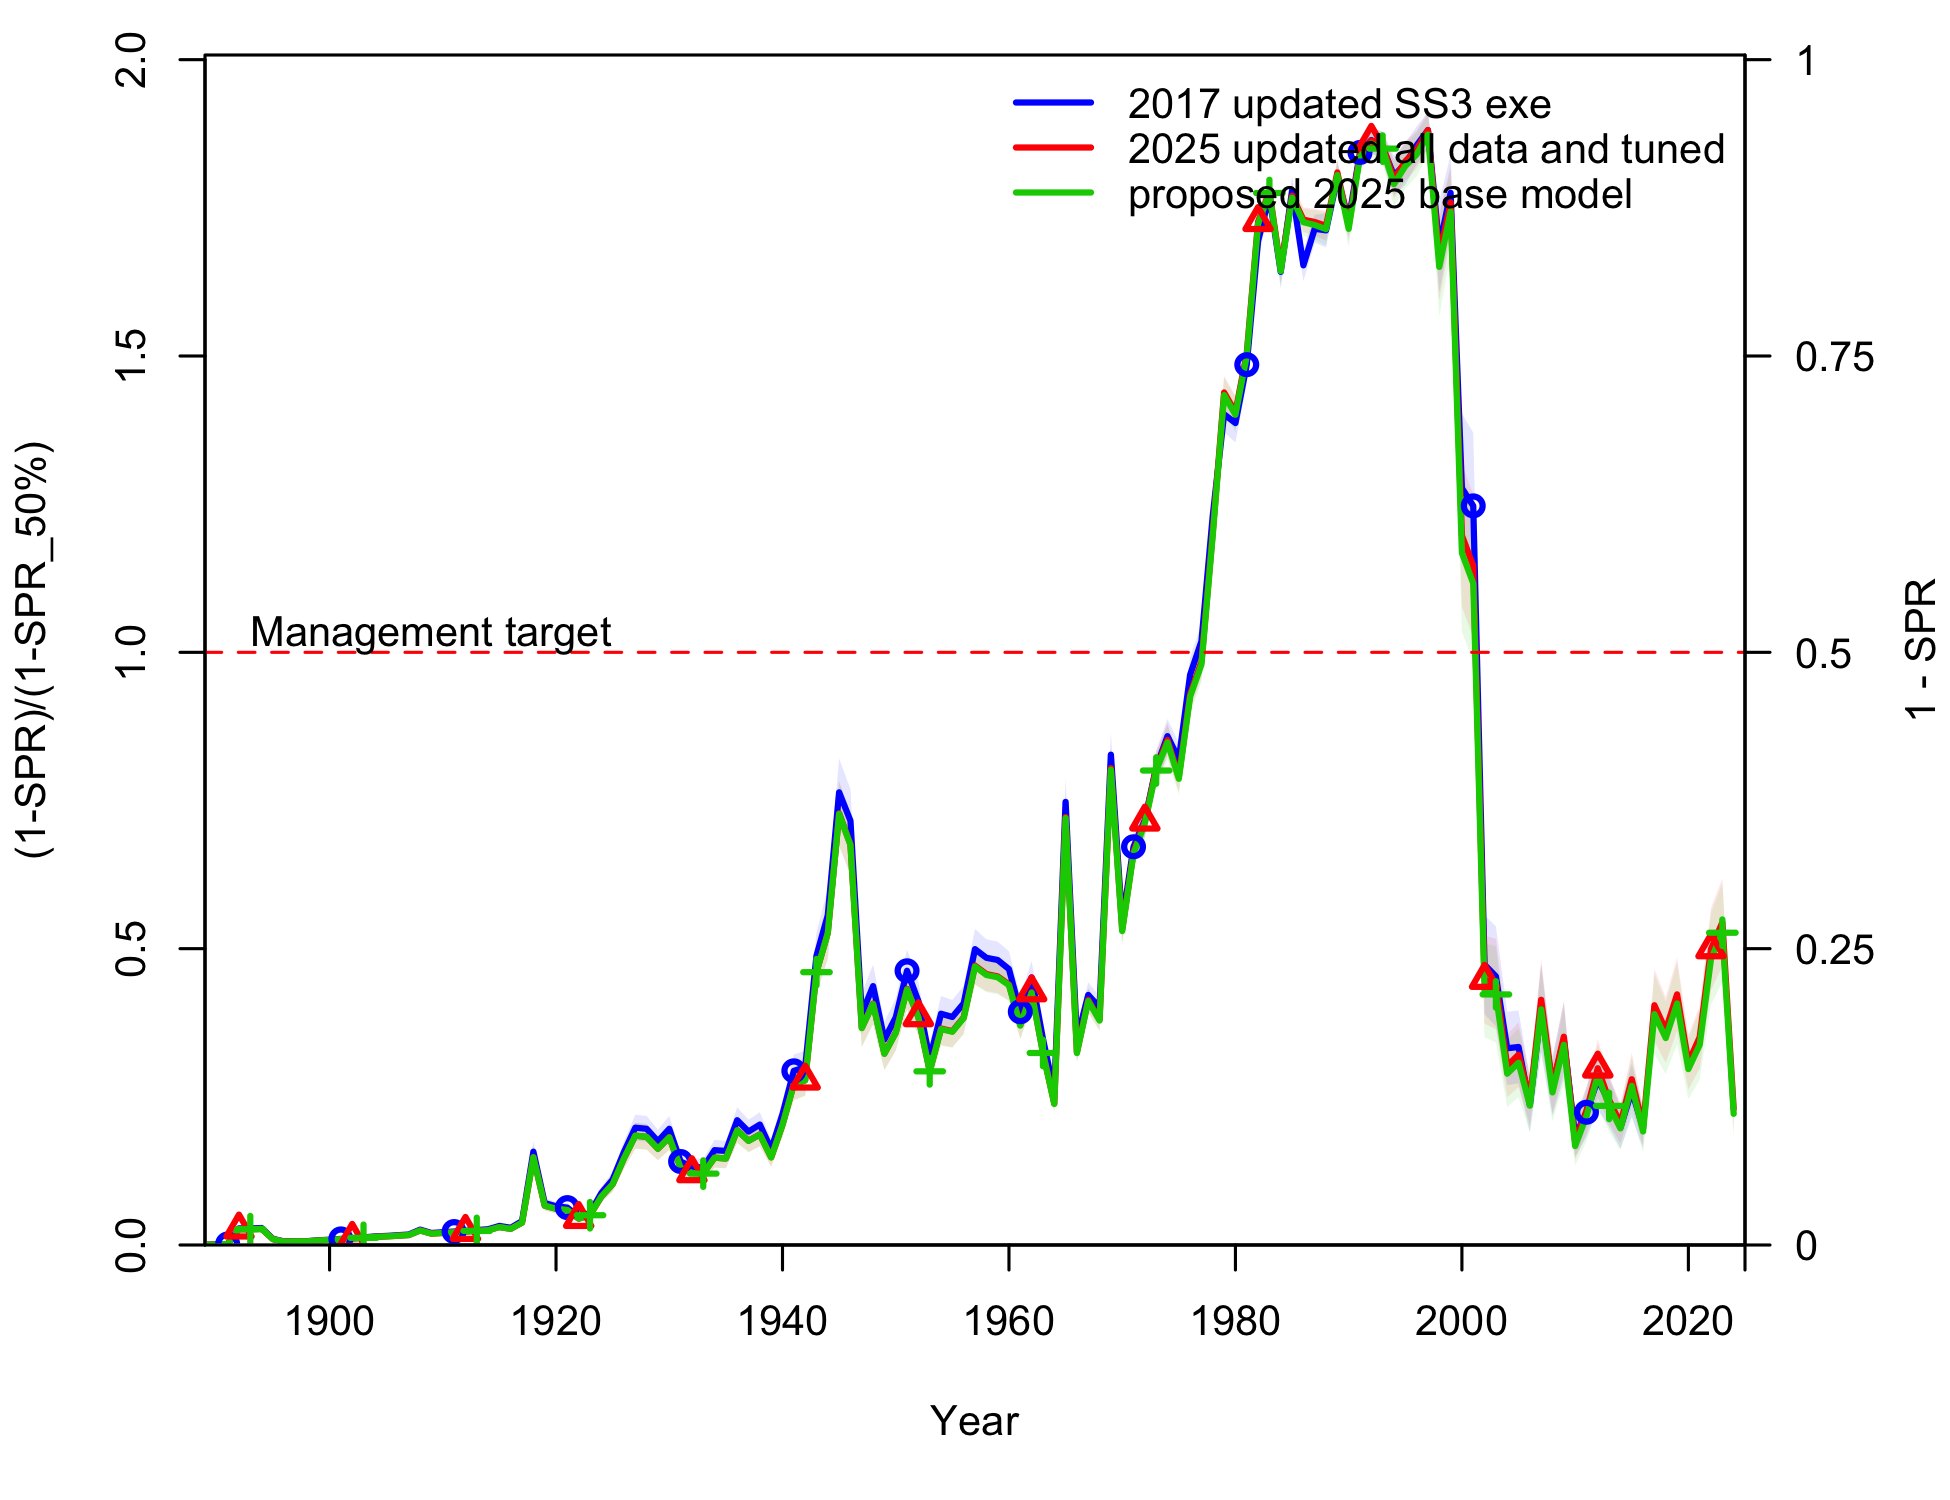 2017 updated SS3 exe
2025 updated all data and tuned
proposed 2025 base model
Management target
(1-SPR)/(1-SPR_50%)
0.0
0.5
1.0
1.5
2.0
1 - SPR
0
0.25
0.5
0.75
1
1900
1920
1940
1960
1980
2000
2020
Year